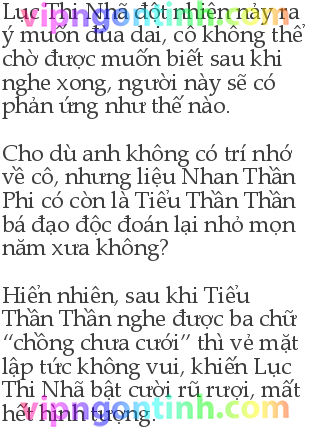 Lục Thi Nhã đột nhiên nảy ra
ý muốn đùa dai, cô không thể
chờ được muốn biết sau khi
nghe xong, người này sẽ có
phản ứng như thế nào.
Cho dù anh không có trí nhớ
về cô, nhưng liệu Nhan Thần
Phi có còn là Tiểu Thần Thần
bá đạo độc đoán lại nhỏ mọn
năm xưa không?
Hiển nhiên, sau khi Tiểu
Thần Thần nghe được ba chữ
“chồng chưa cưới” thì vẻ mặt
lập tức không vui, khiến Lục
Thi Nhã bật cười rũ rượi, mất
hết hình tượng.
vipngontinh.com
vipngontinh.com